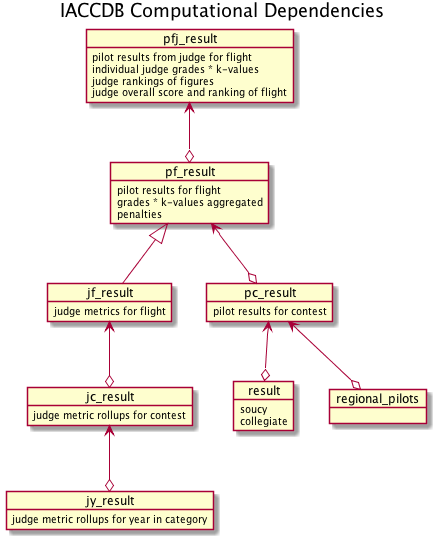 IACCDB Computational Dependencies
pfj_result
pilot results from judge for flight
individual judge grades * k-values
judge rankings of figures
judge overall score and ranking of flight
pf_result
pilot results for flight
grades * k-values aggregated
penalties
jf_result
judge metrics for flight
pc_result
pilot results for contest
jc_result
judge metric rollups for contest
result
soucy
collegiate
regional_pilots
jy_result
judge metric rollups for year in category